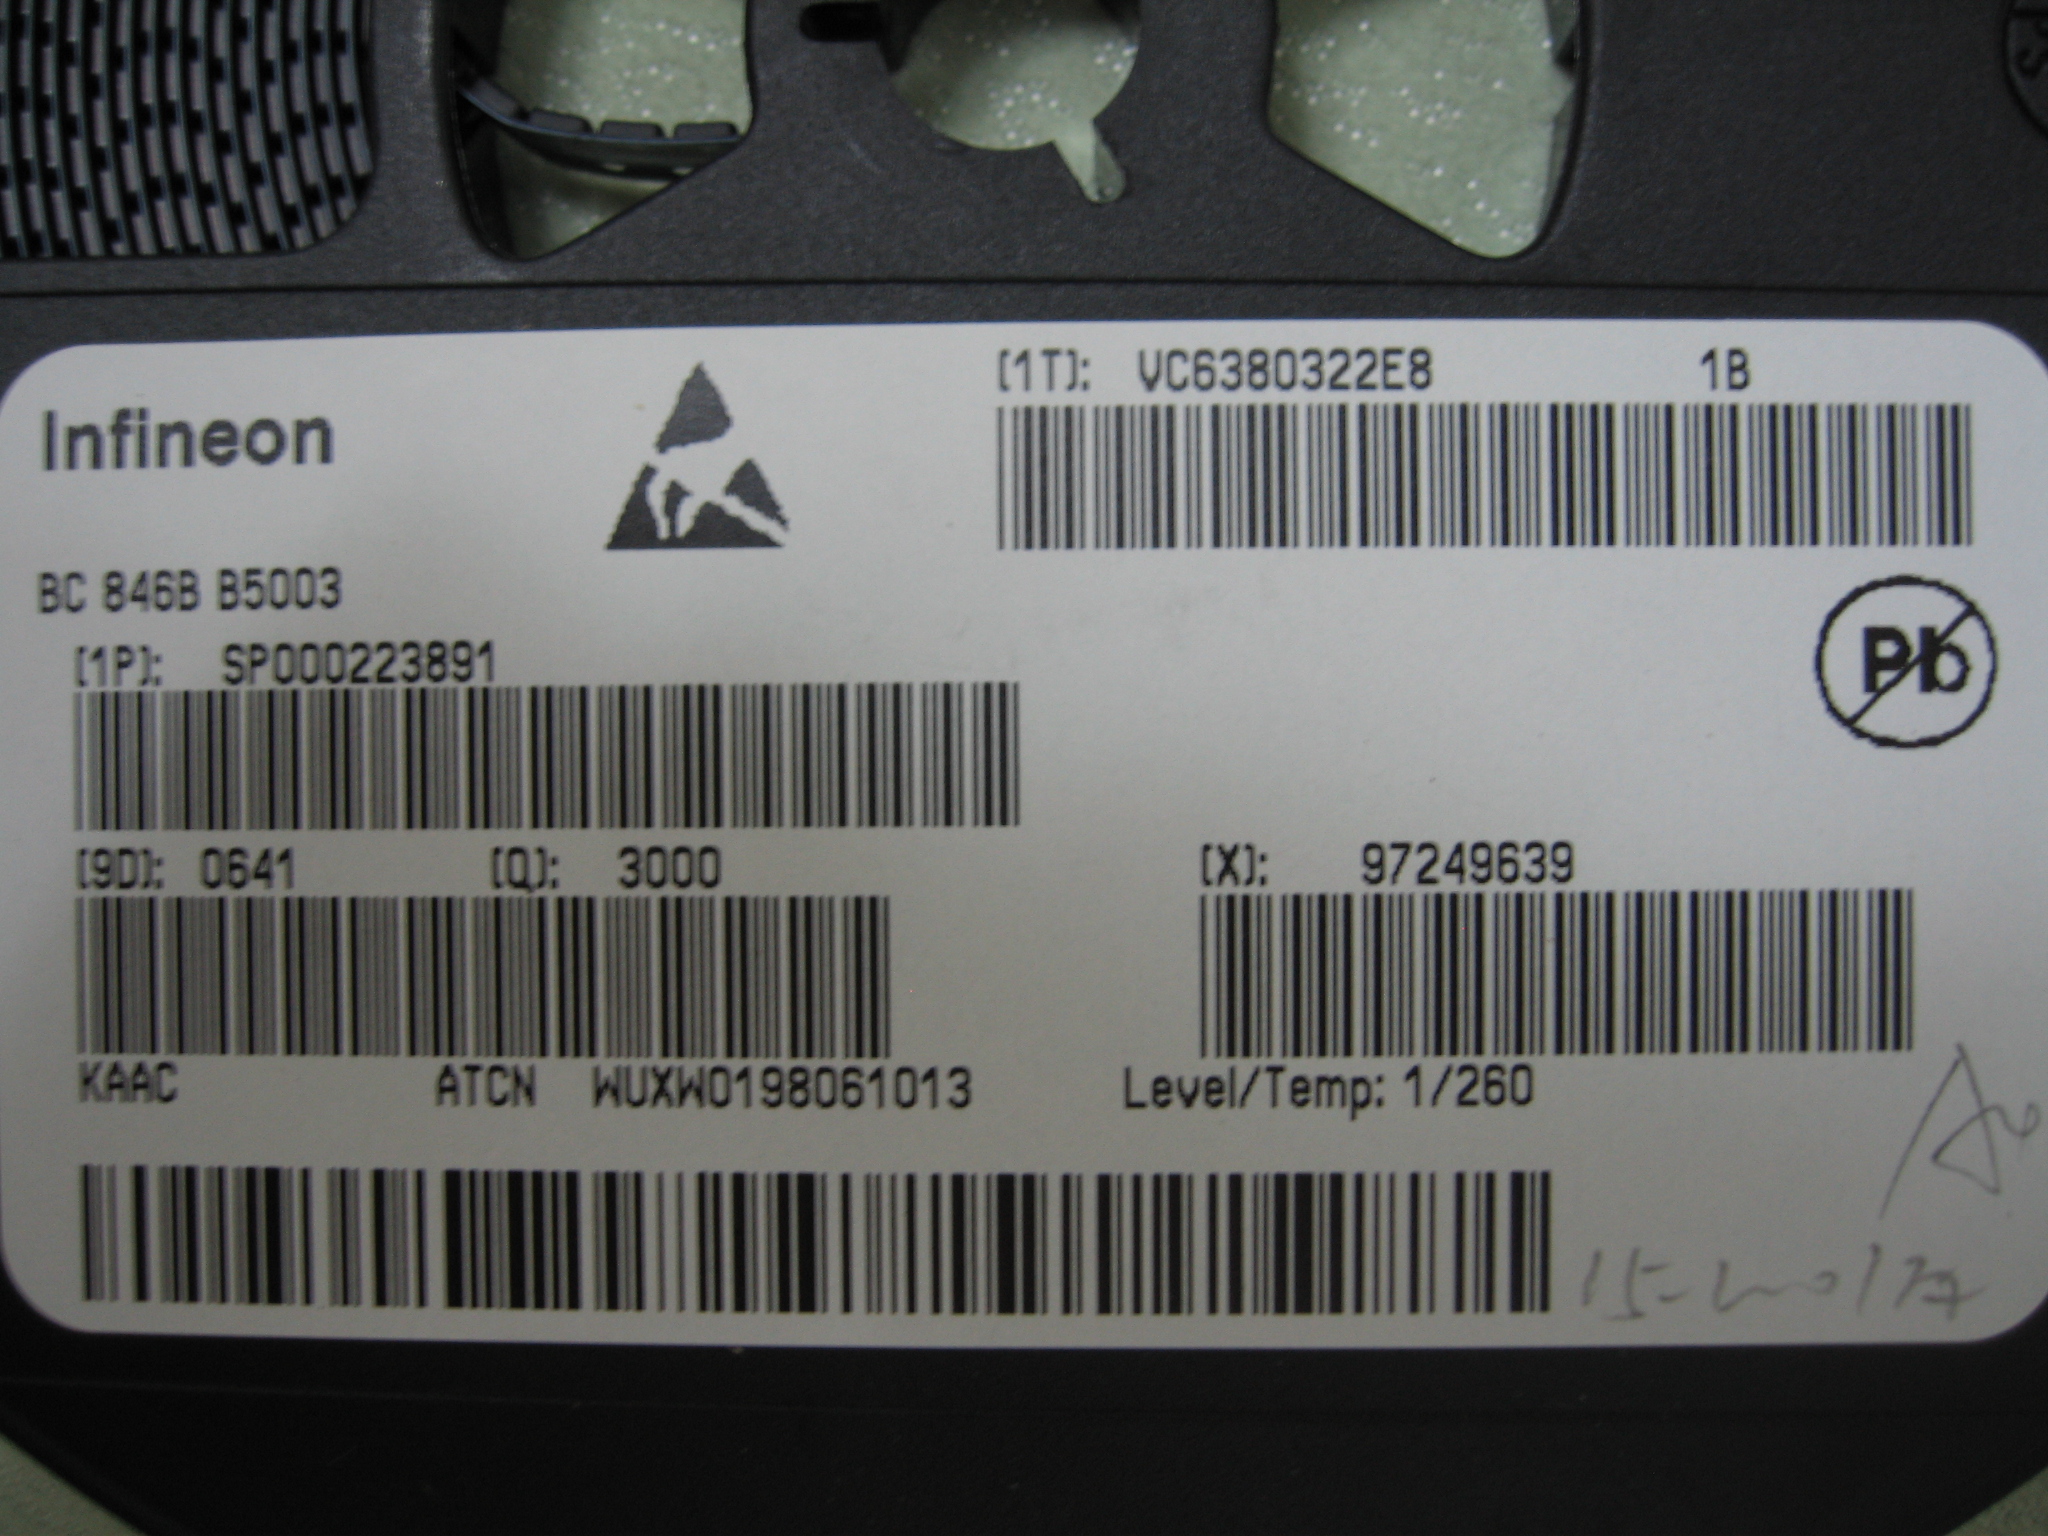 Infineon
[1T]: VC6380322E8 1B
BC 846B B5003
Pb
[1P]: SP000223891
[9D]: 0641 [Q]: 3000
[X]: 97249639
KAAC ATCN WUXW0198061013
Level/Temp: 1/260